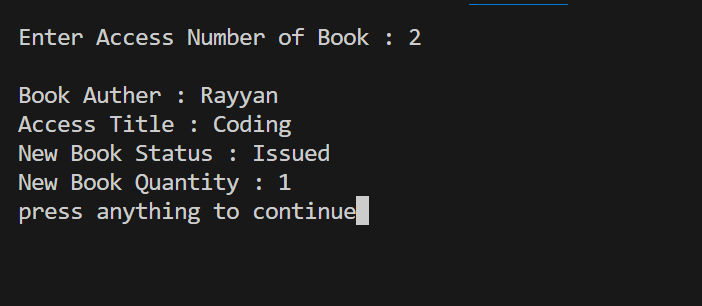 Enter Access Number of Book : 2
Book Auther : Rayyan
Access Title : Coding
New Book Status : Issued
New Book Quantity : 1
press anything to continue